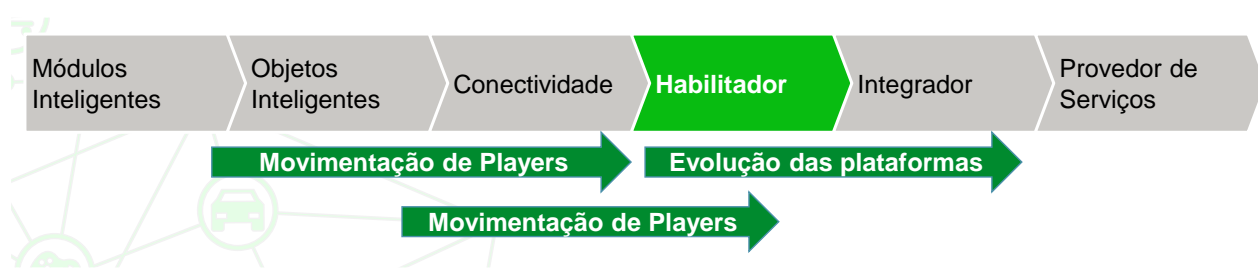 Módulos
Inteligentes
Objetos
Inteligentes
Conectividade
Habilitador
Integrador
Provedor de
Serviços
Movimentação de Players
Evolução das plataformas
Movimentação de Players